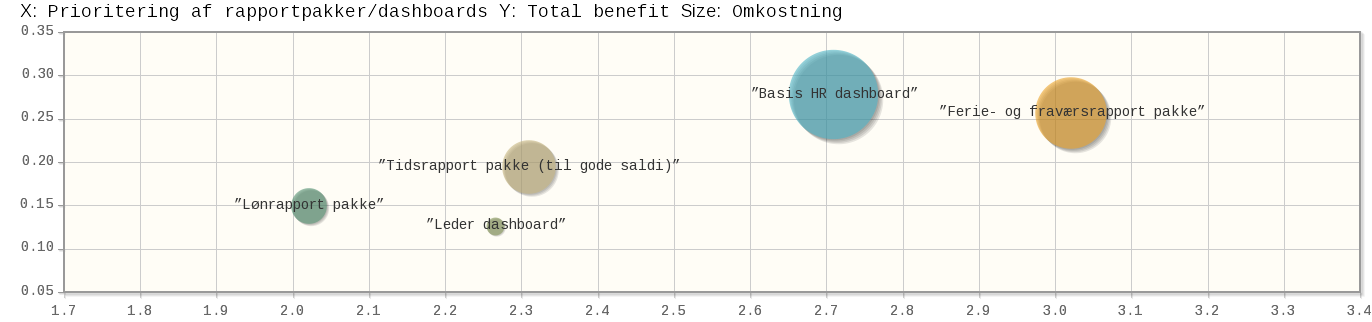 X: Prioritering af rapportpakker/dashboards Y: Total benefit Size: Omkostning
0.35
0.30
”Basis HR dashboard”
”Ferie- og fraværsrapport pakke”
0.25
0.20
”Tidsrapport pakke (til gode saldi)”
0.15
”Lønrapport pakke”
”Leder dashboard”
0.10
0.05
1.7 1.8 1.9 2.0 2.1 2.2 2.3 2.4 2.5 2.6 2.7 2.8 2.9 3.0 3.1 3.2 3.3 3.4